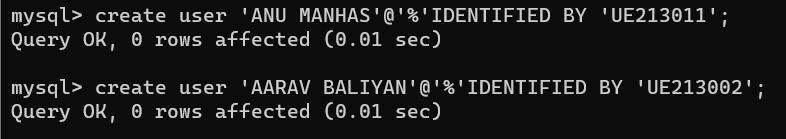 mysql> create user 'ANU MANHAS'@'%'IDENTIFIED BY 'UE213011';
Query OK, 0 rows affected (0.01 sec)
mysql> create user 'AARAV BALIYAN'@'%'IDENTIFIED BY 'UE213002';
Query OK, 0 rows affected (0.01 sec)